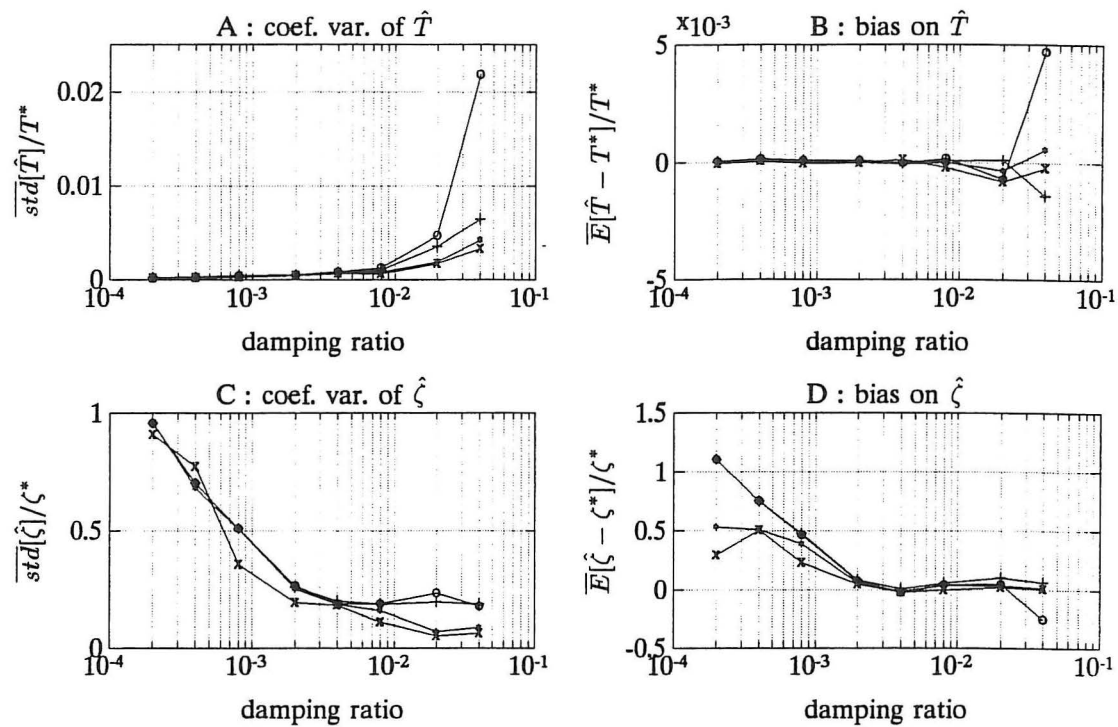 A : coef. var. of T̂
0.02
0.01
0
10⁻⁴ 10⁻³ 10⁻² 10⁻¹
damping ratio
std[T̂]/T*
x10⁻³ B : bias on T̂
5
0
-5
10⁻⁴ 10⁻³ 10⁻² 10⁻¹
damping ratio
E[T̂ − T*]/T*
C : coef. var. of ζ̂
1
0.5
0
10⁻⁴ 10⁻³ 10⁻² 10⁻¹
damping ratio
std[ζ̂]/ζ*
D : bias on ζ̂
1.5
1
0.5
0
-0.5
10⁻⁴ 10⁻³ 10⁻² 10⁻¹
damping ratio
E[ζ̂ − ζ*]/ζ*